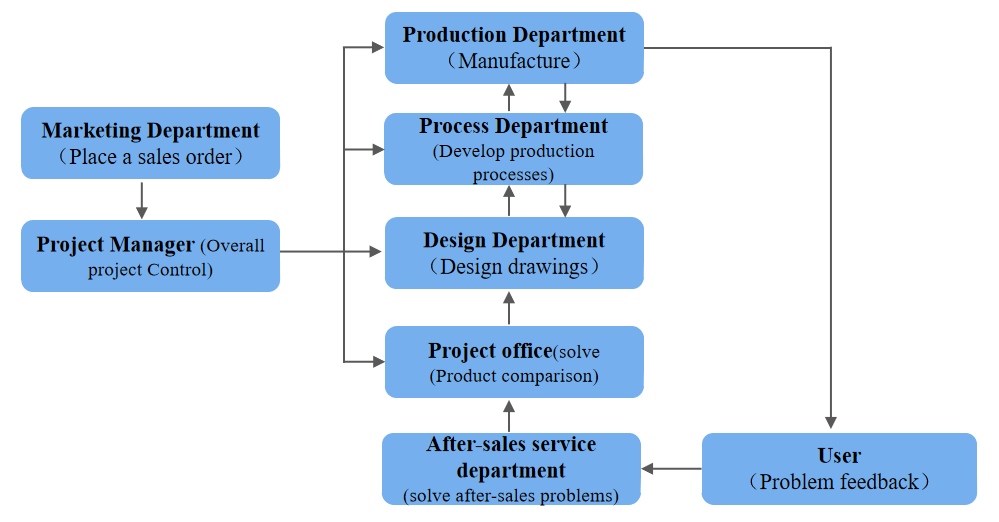 Production Department
（Manufacture）
Marketing Department
（Place a sales order）
Process Department
(Develop production
processes)
Project Manager (Overall
project Control)
Design Department
（Design drawings）
Project office(solve
(Product comparison)
After-sales service
department
(solve after-sales problems)
User
（Problem feedback）